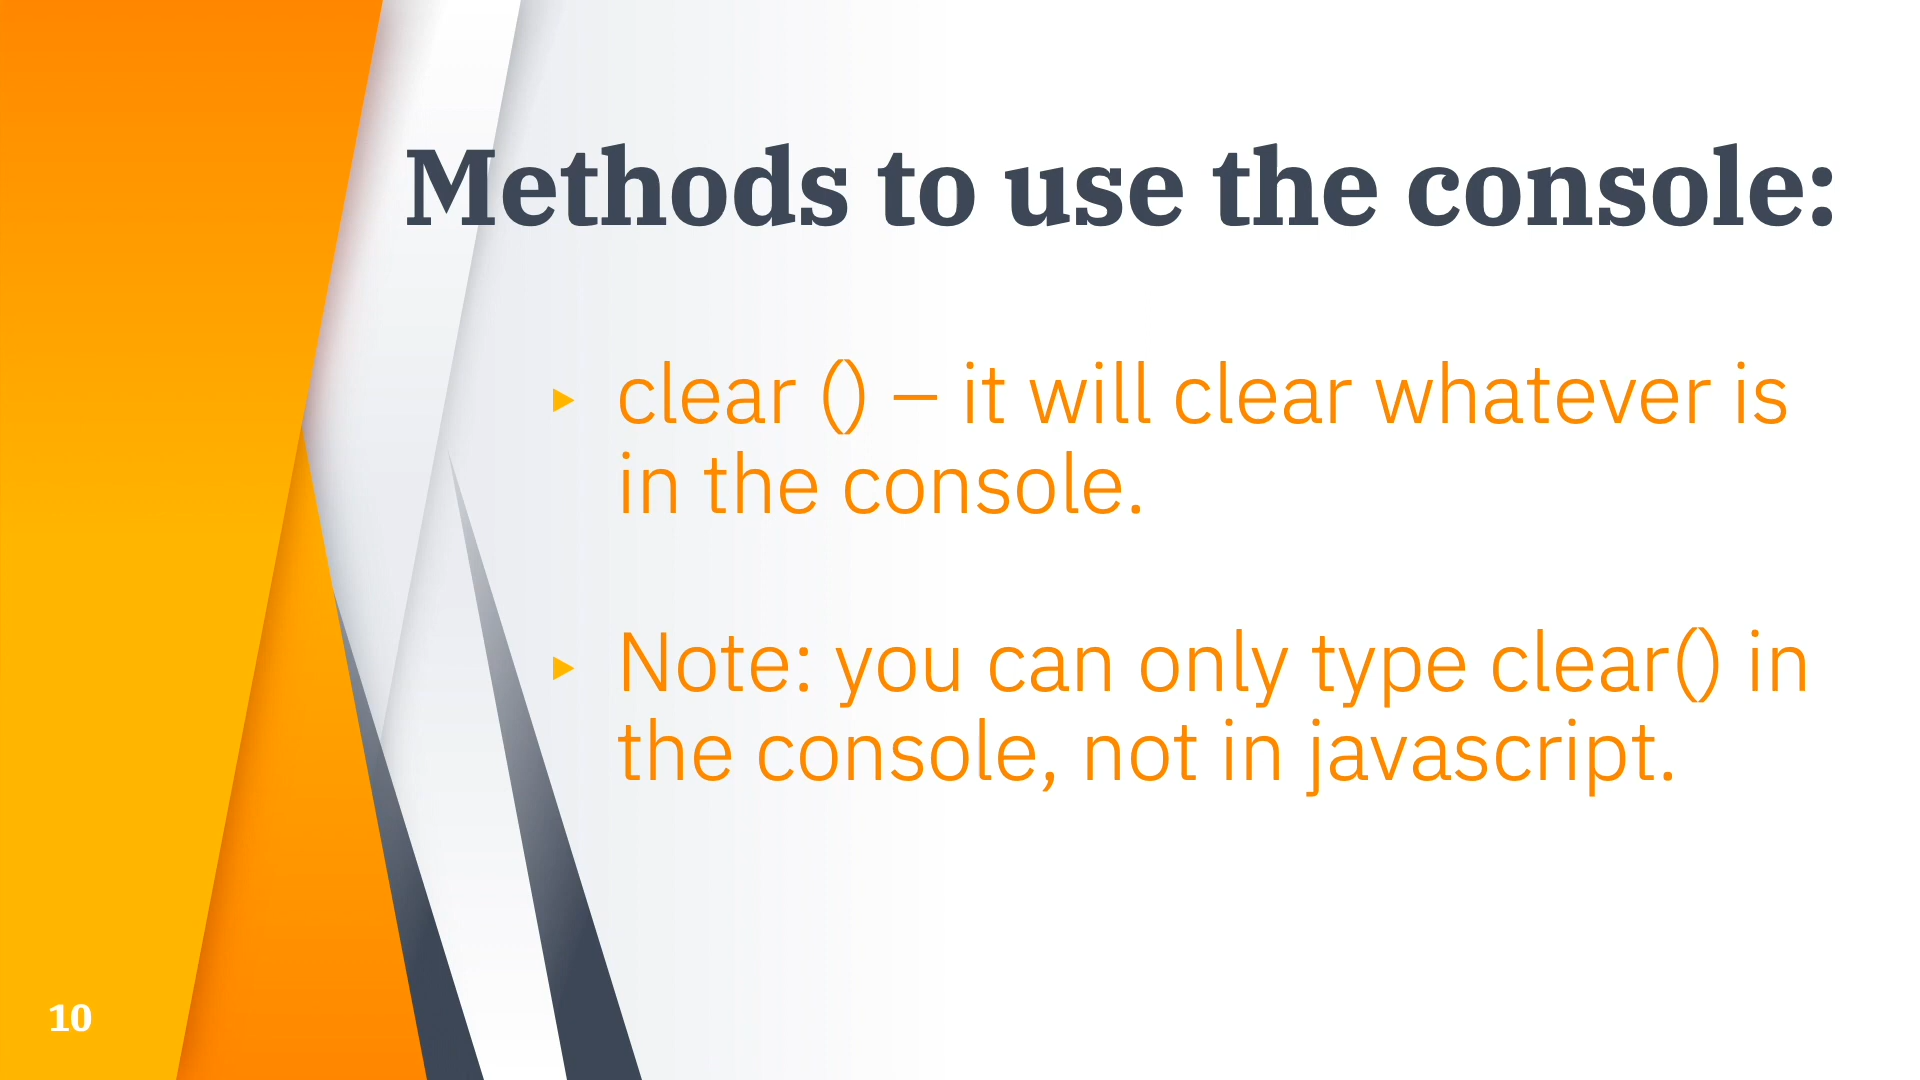 Methods to use the console:
▸ clear () – it will clear whatever is
in the console.
▸ Note: you can only type clear() in
the console, not in javascript.
10